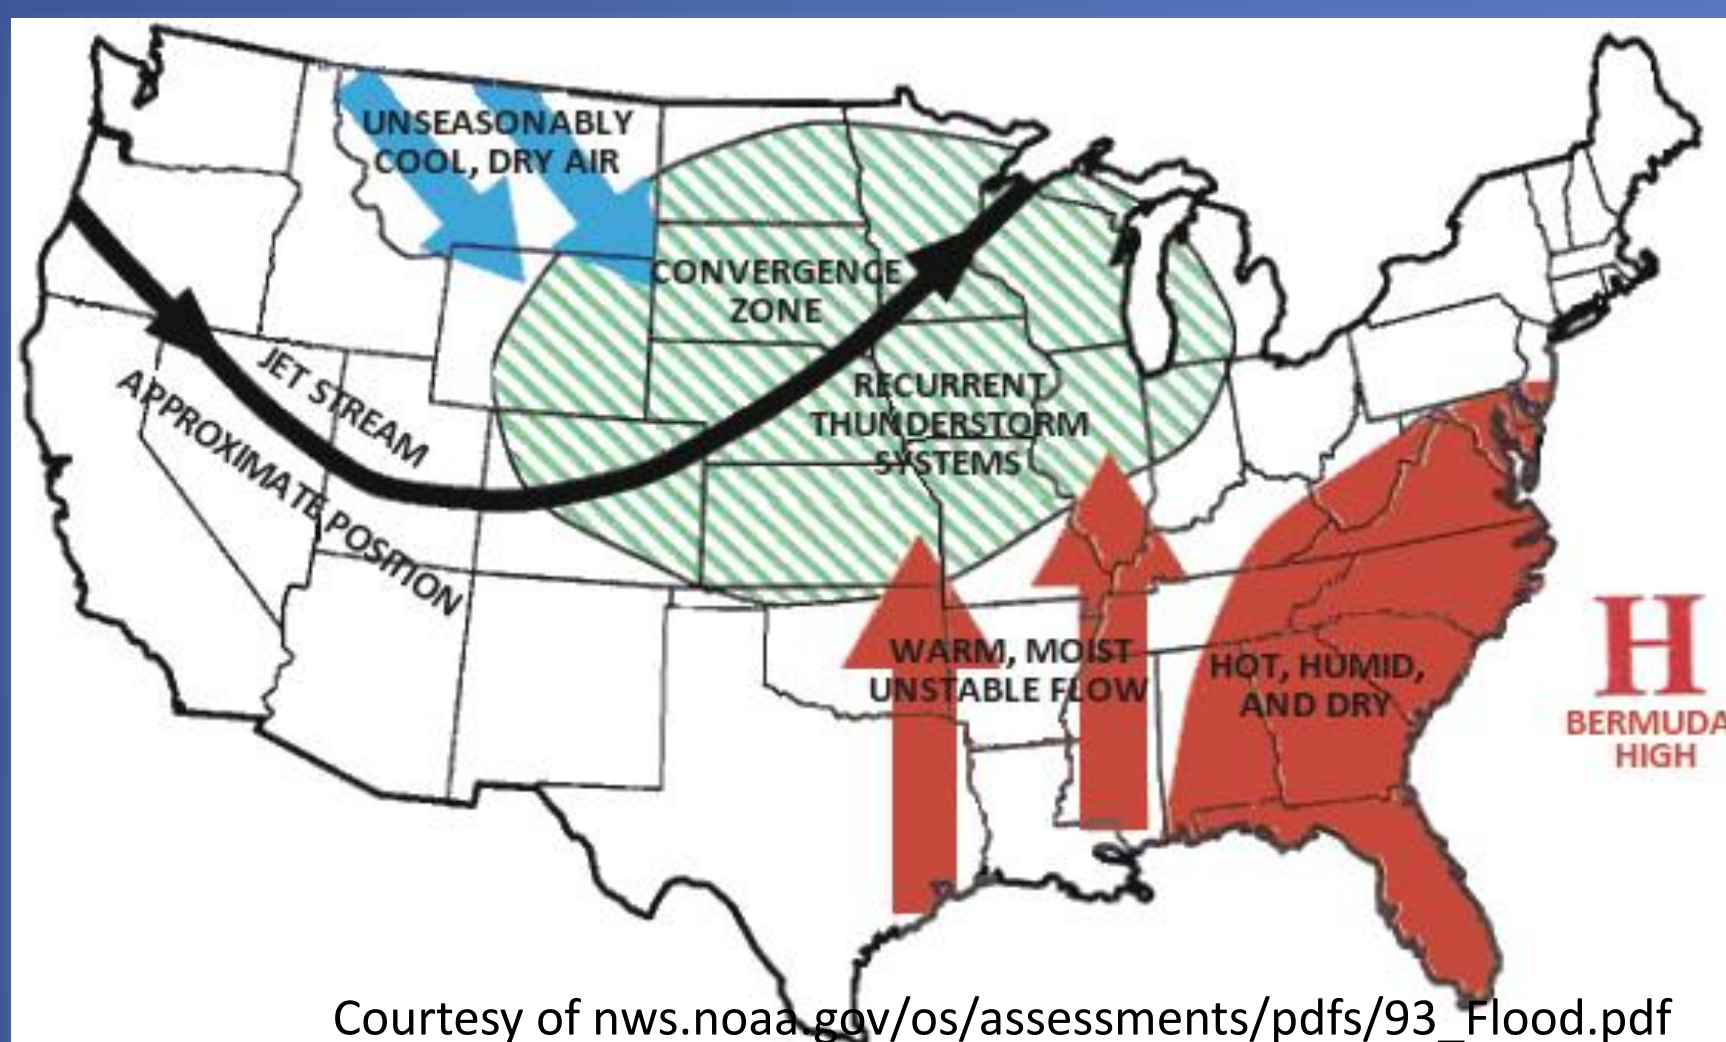 UNSEASONABLY
COOL, DRY AIR
CONVERGENCE
ZONE
JET STREAM
APPROXIMATE POSITION
RECURRENT
THUNDERSTORM
SYSTEMS
WARM, MOIST
UNSTABLE FLOW
HOT, HUMID,
AND DRY
H
BERMUDA
HIGH
Courtesy of nws.noaa.gov/os/assessments/pdfs/93_Flood.pdf